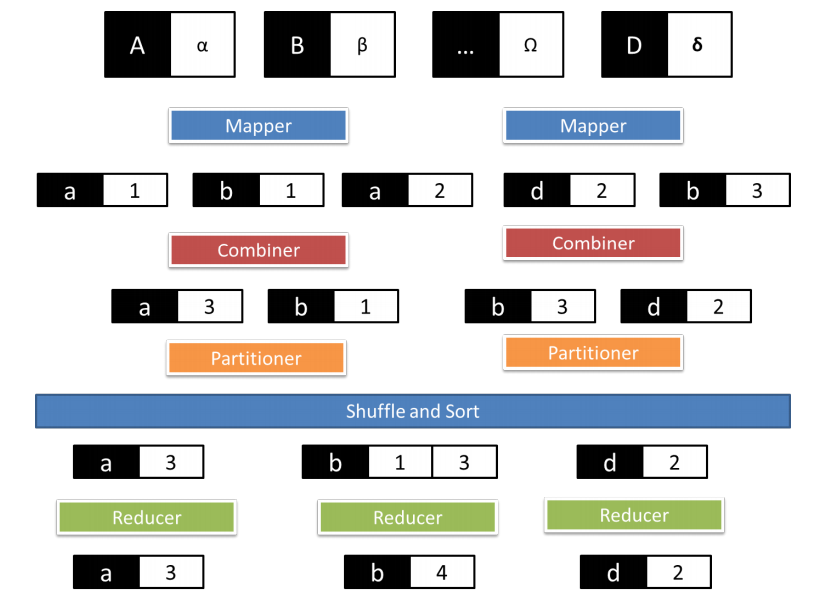 A α B β ... Ω D δ
Mapper Mapper
a 1 b 1 a 2 d 2 b 3
Combiner Combiner
a 3 b 1 b 3 d 2
Partitioner Partitioner
Shuffle and Sort
a 3 b 1 3 d 2
Reducer Reducer Reducer
a 3 b 4 d 2